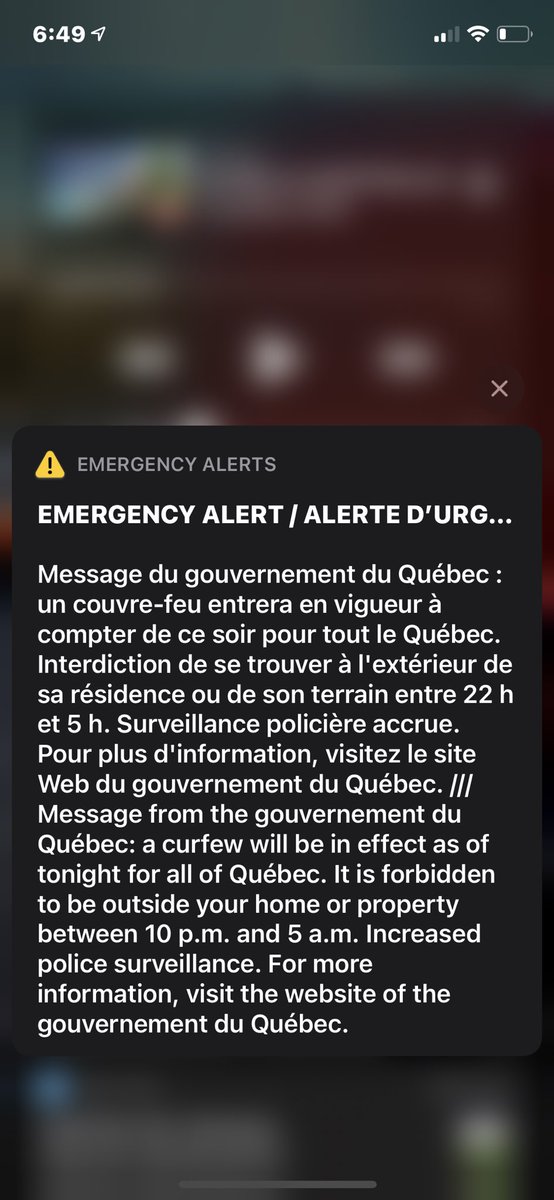 6:49
EMERGENCY ALERTS
EMERGENCY ALERT / ALERTE D'URG...
Message du gouvernement du Québec :
un couvre-feu entrera en vigueur à
compter de ce soir pour tout le Québec.
Interdiction de se trouver à l'extérieur de
sa résidence ou de son terrain entre 22 h
et 5 h. Surveillance policière accrue.
Pour plus d'information, visitez le site
Web du gouvernement du Québec. ///
Message from the gouvernement du
Québec: a curfew will be in effect as of
tonight for all of Québec. It is forbidden
to be outside your home or property
between 10 p.m. and 5 a.m. Increased
police surveillance. For more
information, visit the website of the
gouvernement du Québec.